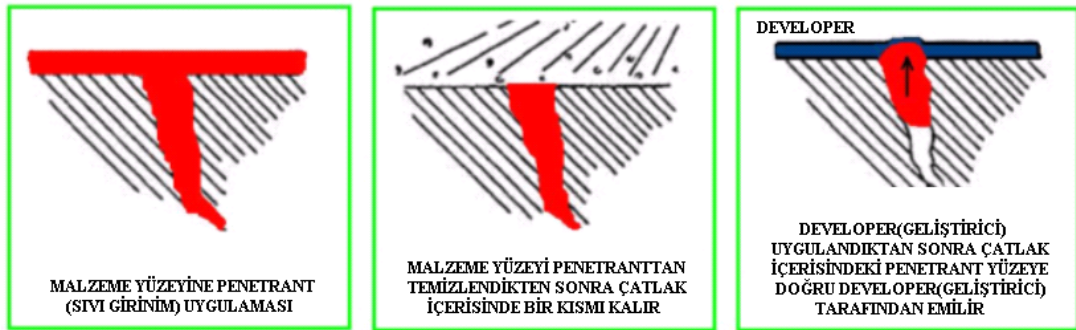 MALZEME YÜZEYİNE PENETRANT
(SIVI GİRİNİM) UYGULAMASI
MALZEME YÜZEYİ PENETRANTTAN
TEMİZLENDİKTEN SONRA ÇATLAK
İÇERİSİNDE BİR KISMI KALIR
DEVELOPER
DEVELOPER(GELİŞTİRİCİ)
UYGULANDIKTAN SONRA ÇATLAK
İÇERİSİNDEKİ PENETRANT YÜZEYE
DOĞRU DEVELOPER(GELİŞTİRİCİ)
TARAFINDAN EMİLİR